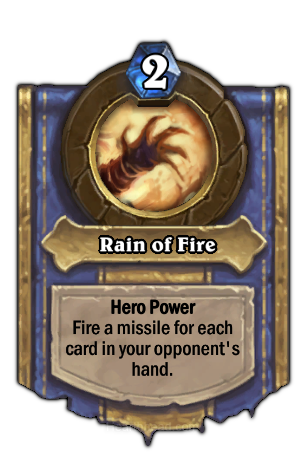 2
Rain of Fire
Hero Power
Fire a missile for each
card in your opponent's
hand.